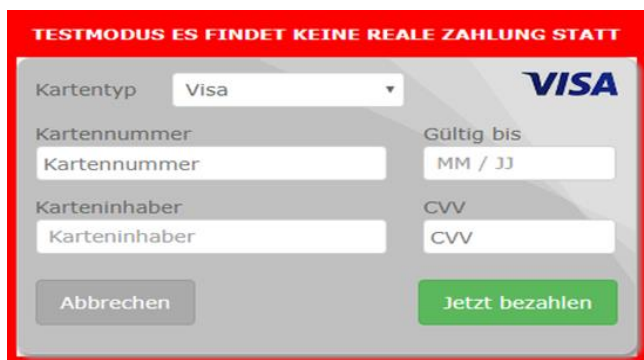 TESTMODUS ES FINDET KEINE REALE ZAHLUNG STATT
Kartentyp Visa VISA
Kartennummer Gültig bis
Kartennummer MM / JJ
Karteninhaber CVV
Karteninhaber CVV
Abbrechen Jetzt bezahlen